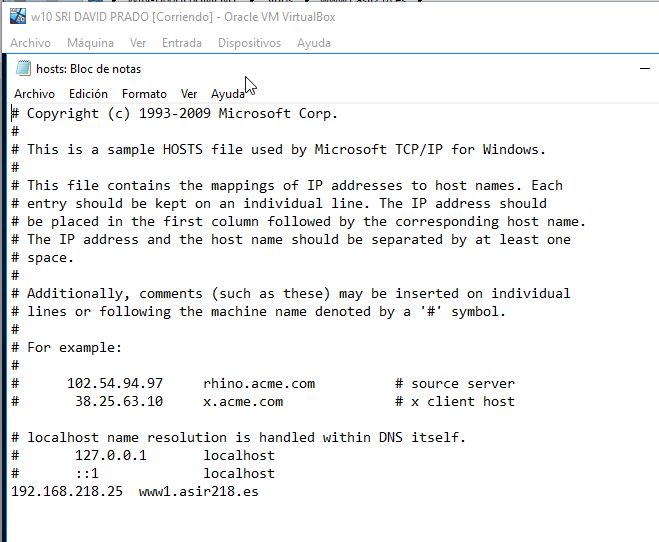 w10 SRI DAVID PRADO [Corriendo] - Oracle VM VirtualBox
Archivo Máquina Ver Entrada Dispositivos Ayuda
hosts: Bloc de notas
Archivo Edición Formato Ver Ayuda
# Copyright (c) 1993-2009 Microsoft Corp.
#
# This is a sample HOSTS file used by Microsoft TCP/IP for Windows.
#
# This file contains the mappings of IP addresses to host names. Each
# entry should be kept on an individual line. The IP address should
# be placed in the first column followed by the corresponding host name.
# The IP address and the host name should be separated by at least one
# space.
#
# Additionally, comments (such as these) may be inserted on individual
# lines or following the machine name denoted by a '#' symbol.
#
# For example:
#
#      102.54.94.97     rhino.acme.com          # source server
#       38.25.63.10     x.acme.com              # x client host
# localhost name resolution is handled within DNS itself.
#       127.0.0.1       localhost
#       ::1             localhost
192.168.218.25  www1.asir218.es